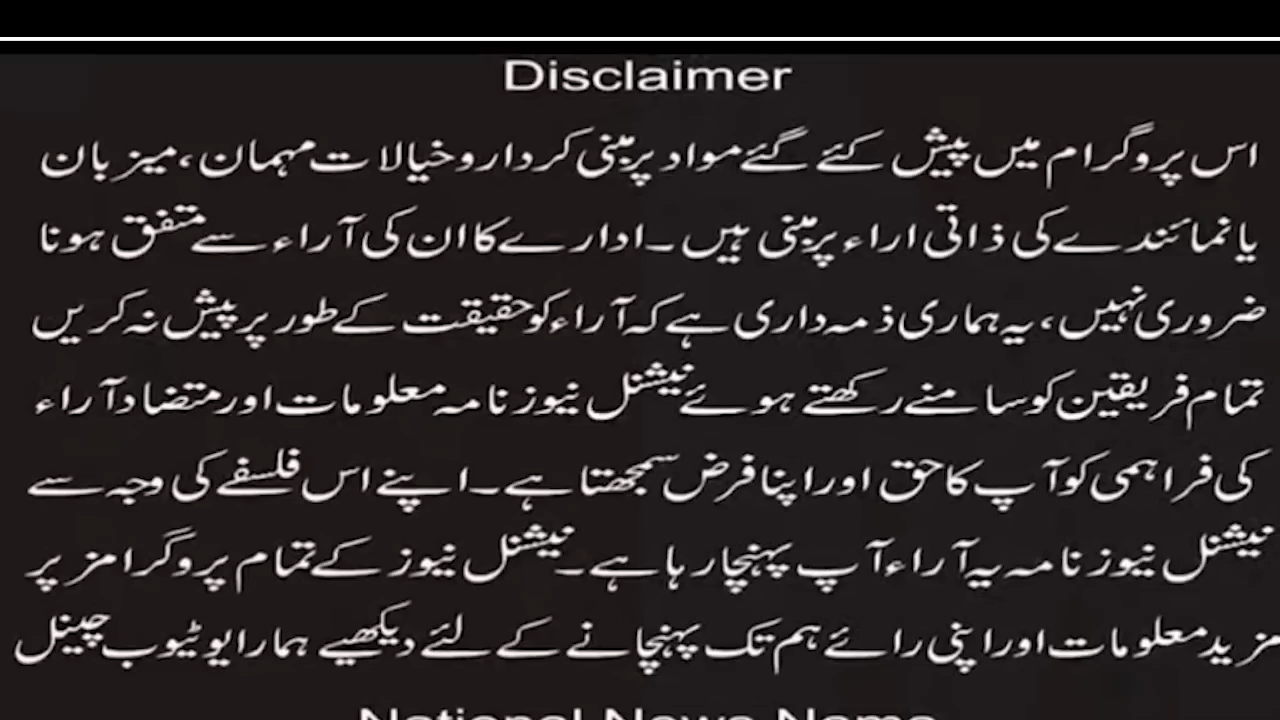 Disclaimer
اس پروگرام میں پیش کئے گئے مواد پر مبنی کردار و خیالات مہمان، میزبان
یا نمائندے کی ذاتی اراء پر مبنی ہیں۔ ادارے کا ان کی آراء سے متفق ہونا
ضروری نہیں، یہ ہماری ذمہ داری ہے کہ آراء کو حقیقت کے طور پر پیش نہ کریں
تمام فریقین کو سامنے رکھتے ہوئے نیشنل نیوز نامہ معلومات اور متضاد آراء
کی فراہمی کو آپ کا حق اور اپنا فرض سمجھتا ہے۔ اپنے اس فلسفے کی وجہ سے
نیشنل نیوز نامہ یہ آراء آپ پہنچا رہا ہے۔ نیشنل نیوز کے تمام پروگرامز پر
مزید معلومات اور اپنی رائے ہم تک پہنچانے کے لئے دیکھیے ہمارا یوٹیوب چینل
National News Nama